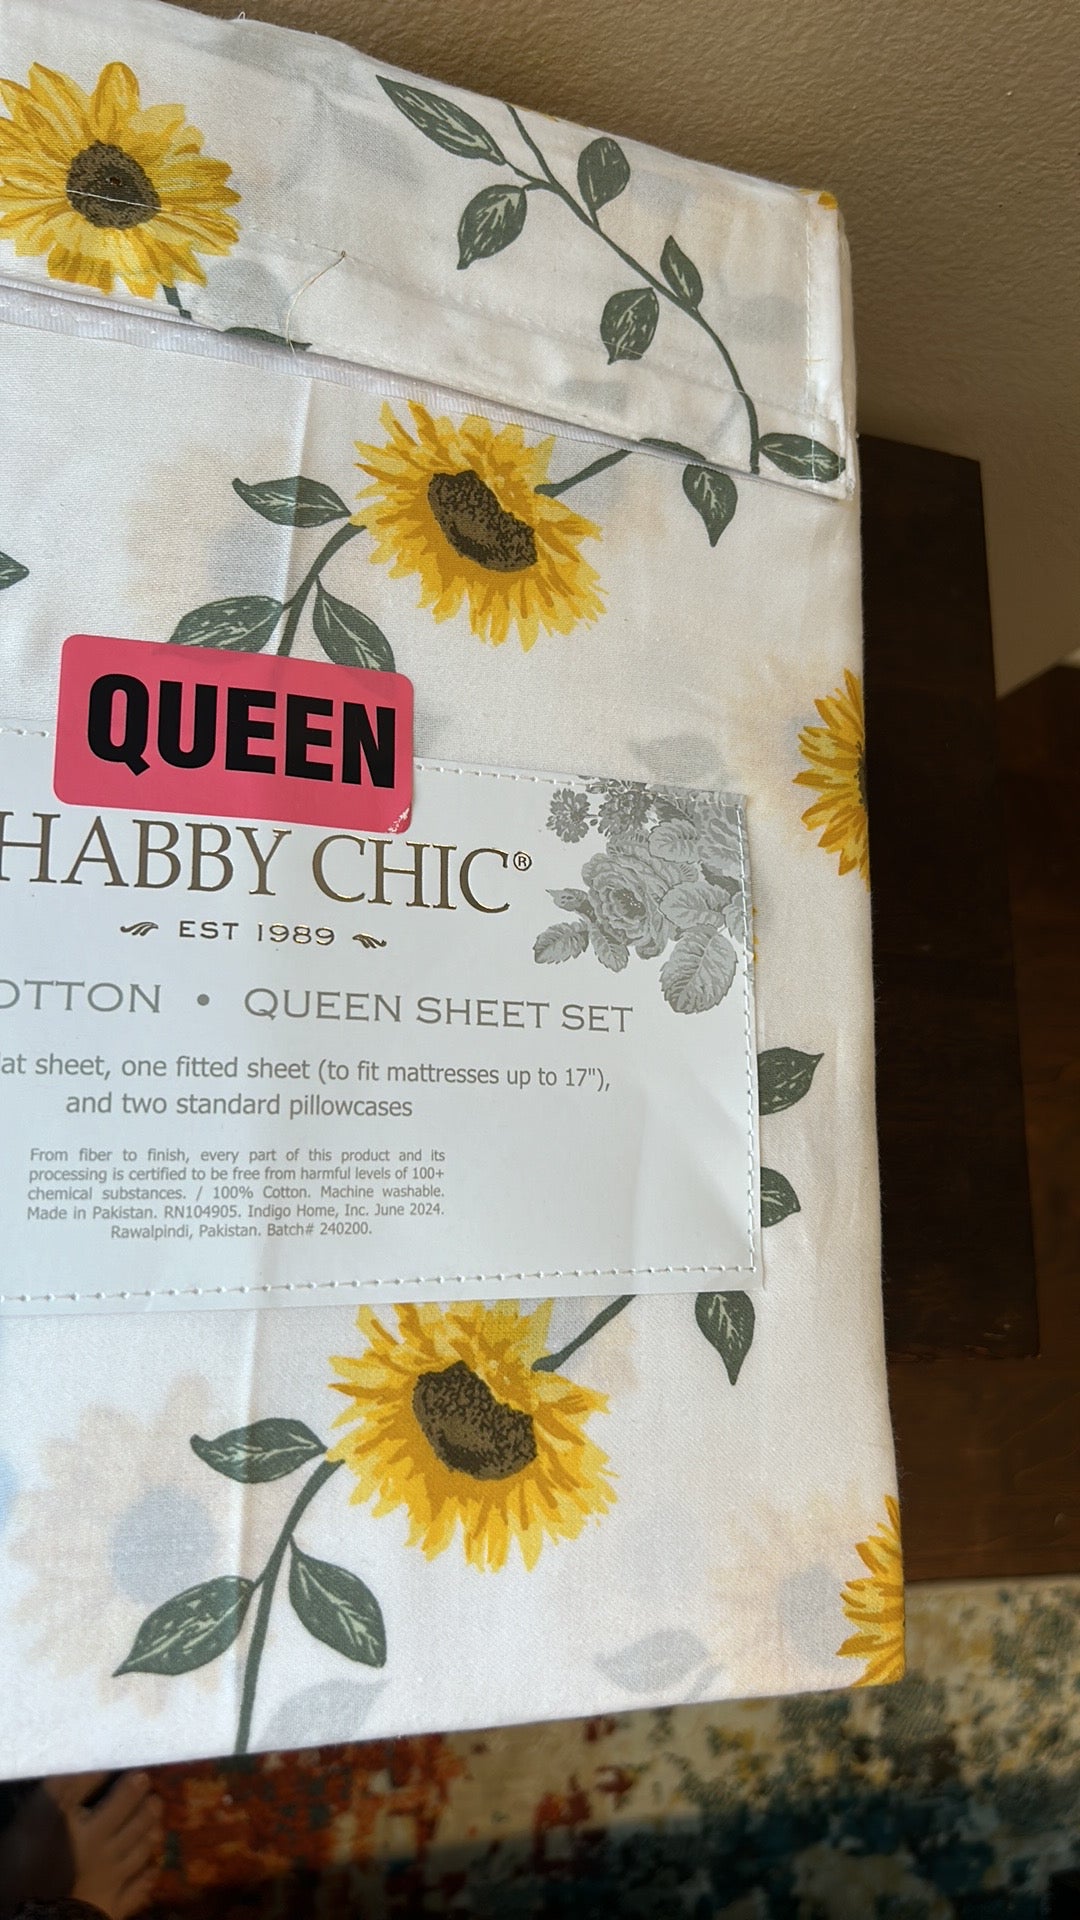 QUEEN
HABBY CHIC®
EST 1989
OTTON • QUEEN SHEET SET
at sheet, one fitted sheet (to fit mattresses up to 17"),
and two standard pillowcases
From fiber to finish, every part of this product and its
processing is certified to be free from harmful levels of 100+
chemical substances. / 100% Cotton. Machine washable.
Made in Pakistan. RN104905. Indigo Home, Inc. June 2024.
Rawalpindi, Pakistan. Batch# 240200.